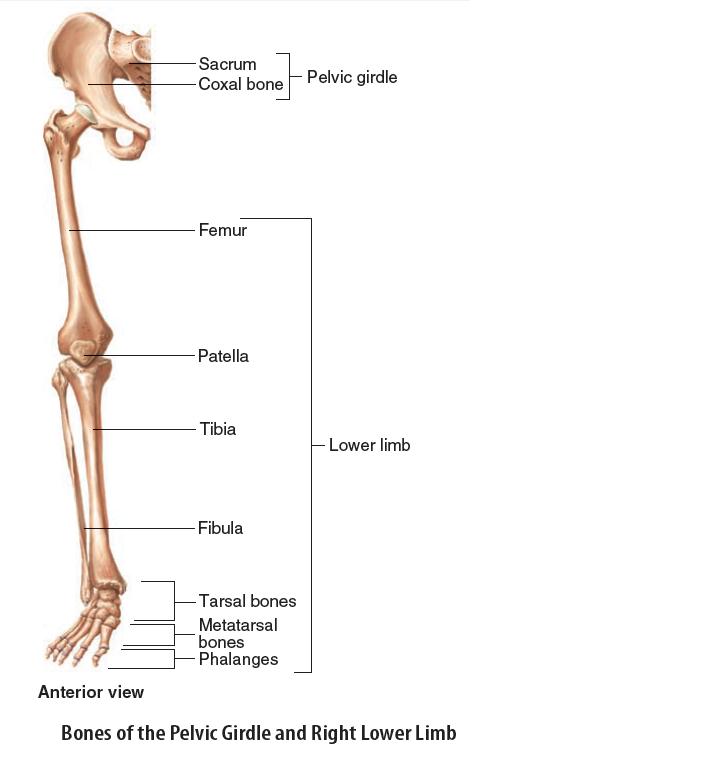 Sacrum
Coxal bone
Pelvic girdle
Femur
Patella
Tibia
Lower limb
Fibula
Tarsal bones
Metatarsal
bones
Phalanges
Anterior view
Bones of the Pelvic Girdle and Right Lower Limb